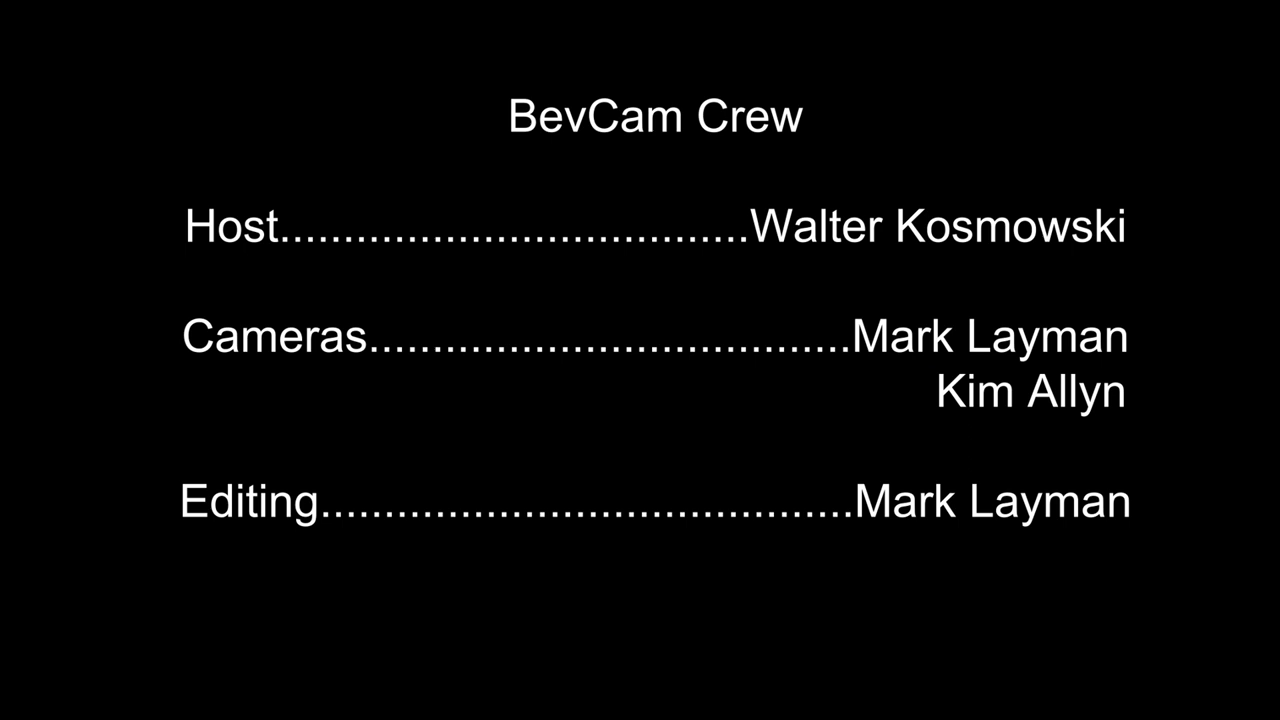 BevCam Crew
Host.....................................Walter Kosmowski
Cameras......................................Mark Layman
Kim Allyn
Editing..........................................Mark Layman